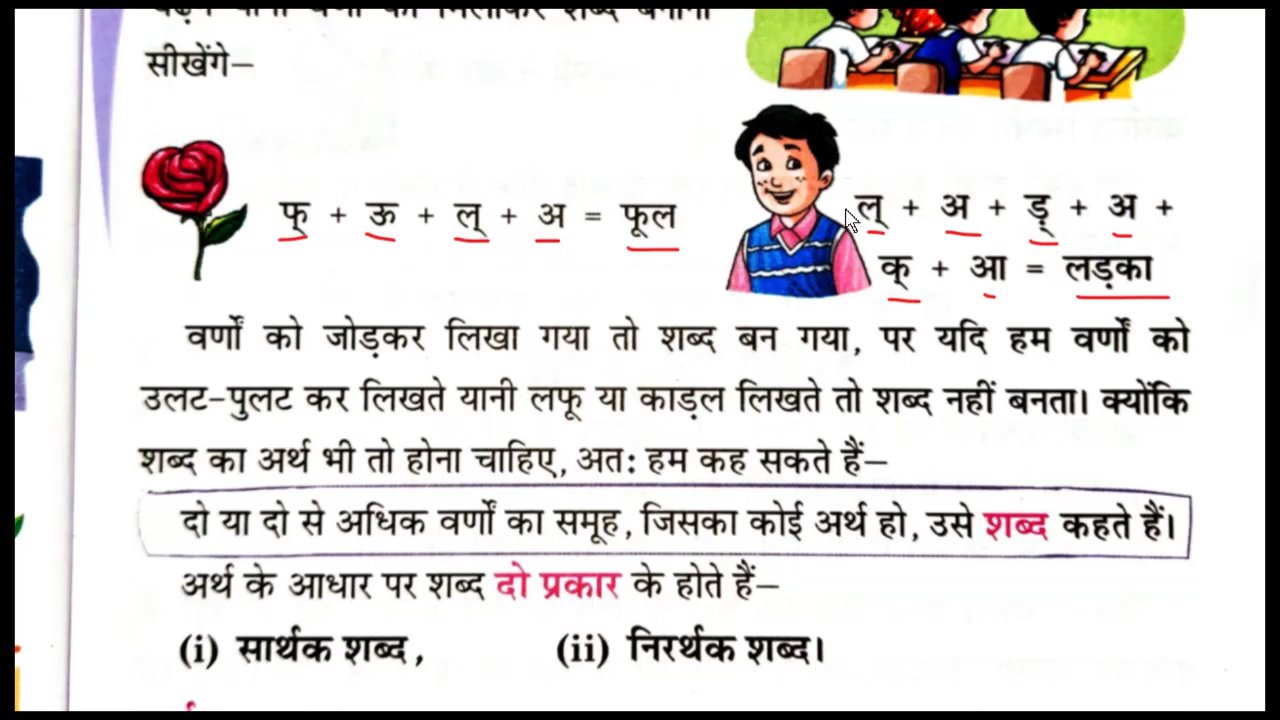 सीखेंगे–
फ् + ऊ + ल् + अ = फूल
ल् + अ + ड़् + अ +
क् + आ = लड़का
वर्णों को जोड़कर लिखा गया तो शब्द बन गया, पर यदि हम वर्णों को
उलट-पुलट कर लिखते यानी लफू या काड़ल लिखते तो शब्द नहीं बनता। क्योंकि
शब्द का अर्थ भी तो होना चाहिए, अतः हम कह सकते हैं–
दो या दो से अधिक वर्णों का समूह, जिसका कोई अर्थ हो, उसे शब्द कहते हैं।
अर्थ के आधार पर शब्द दो प्रकार के होते हैं–
(i) सार्थक शब्द, (ii) निरर्थक शब्द।